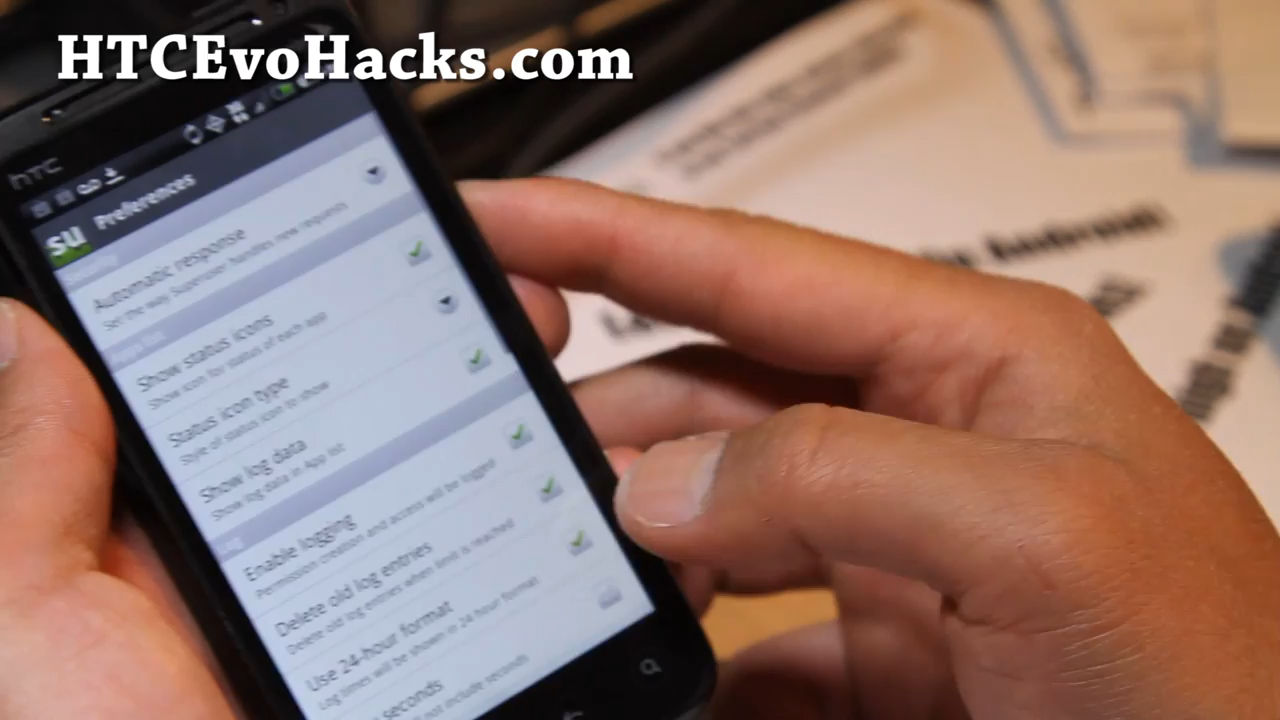 HTCEvoHacks.com
hTC
su Preferences
Automatic response
Set the way Superuser handles new requests
Show status icons
Show icon for status of each app
Status icon type
Style of status icon to show
Show log data
Show log data in App list
Log
Enable logging
Permission creation and access will be logged
Delete old log entries
Delete old log entries when limit is reached
Use 24-hour format
Log times will be shown in 24 hour format
seconds
not include seconds